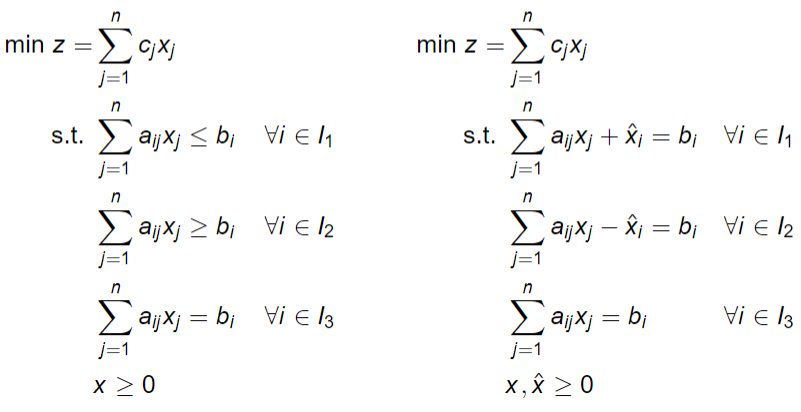 min z = ∑_{j=1}^{n} c_j x_j
s.t. ∑_{j=1}^{n} a_{ij} x_j ≤ b_i ∀i ∈ I_1
∑_{j=1}^{n} a_{ij} x_j ≥ b_i ∀i ∈ I_2
∑_{j=1}^{n} a_{ij} x_j = b_i ∀i ∈ I_3
x ≥ 0
min z = ∑_{j=1}^{n} c_j x_j
s.t. ∑_{j=1}^{n} a_{ij} x_j + x̂_i = b_i ∀i ∈ I_1
∑_{j=1}^{n} a_{ij} x_j − x̂_i = b_i ∀i ∈ I_2
∑_{j=1}^{n} a_{ij} x_j = b_i ∀i ∈ I_3
x, x̂ ≥ 0